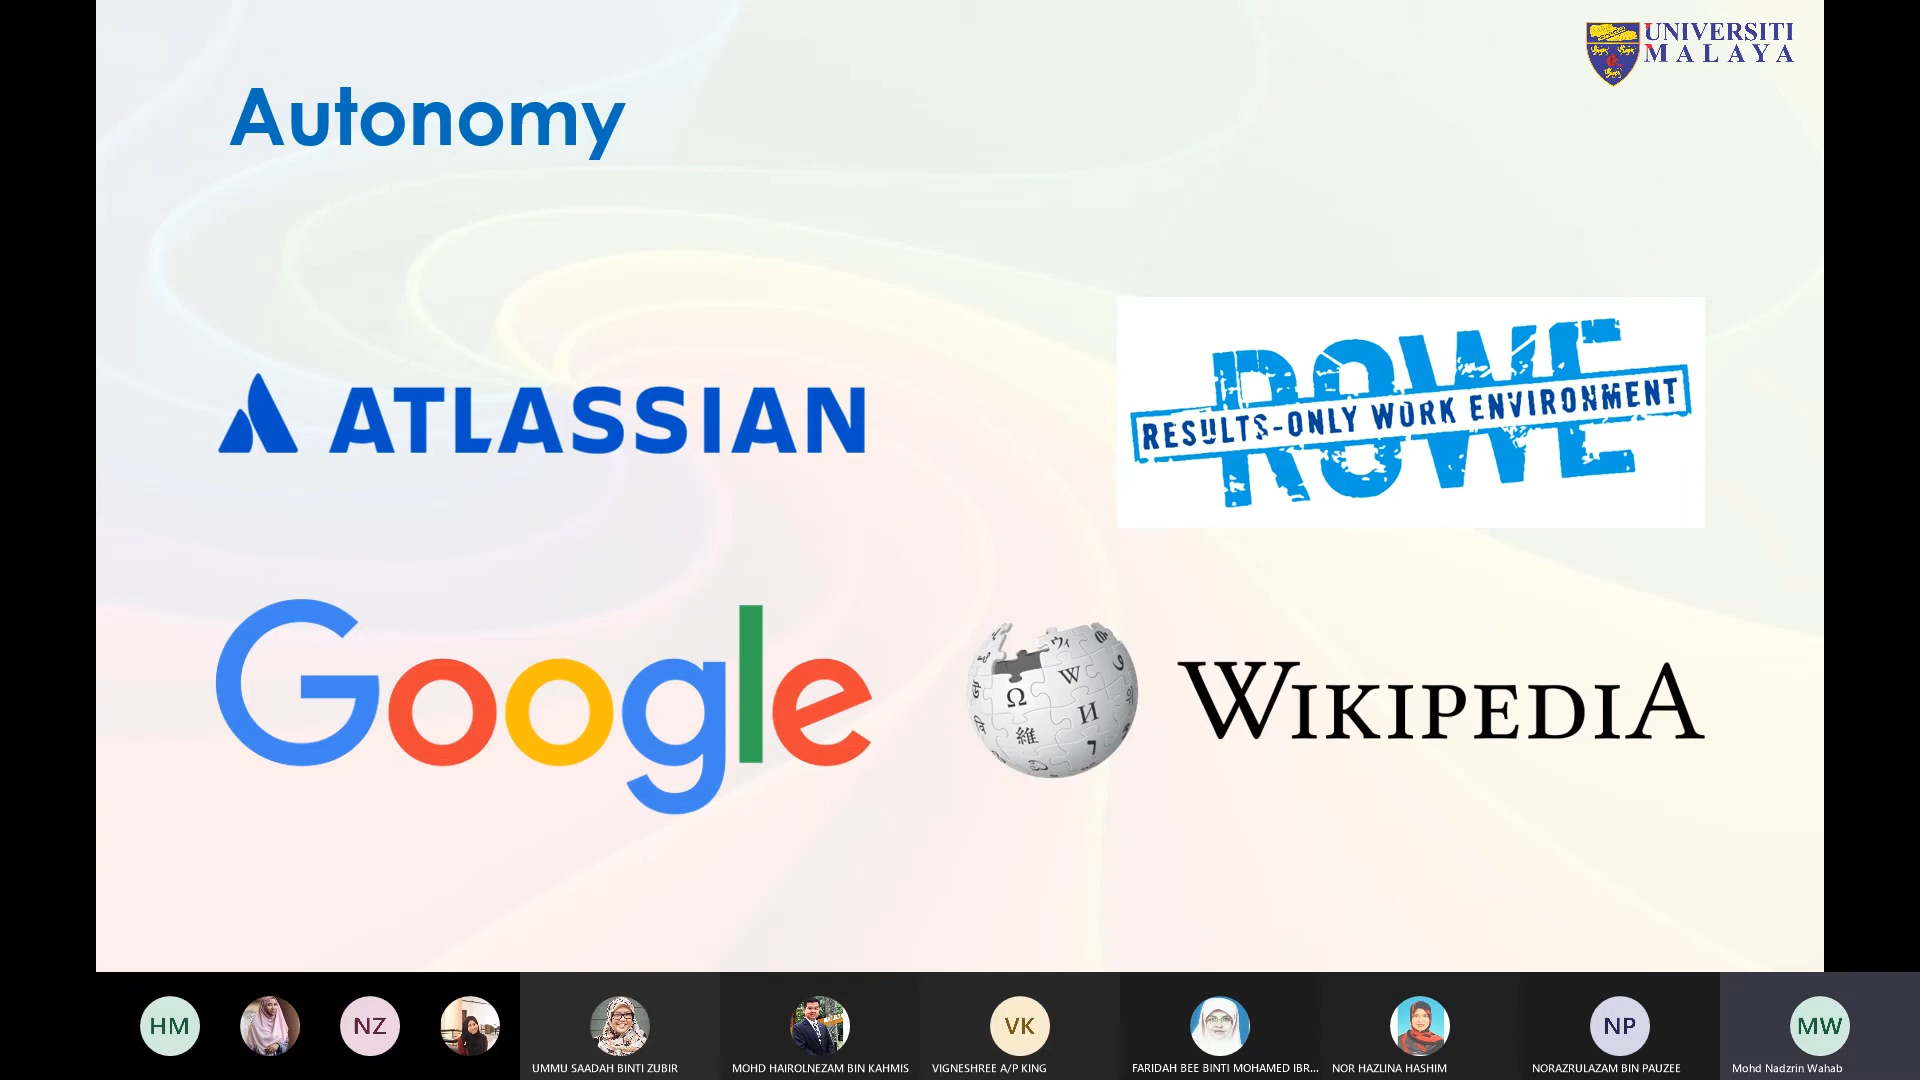 UNIVERSITI
MALAYA
Autonomy
ATLASSIAN
ROWE
RESULTS-ONLY WORK ENVIRONMENT
Google
Ω
W
И
維
WIKIPEDIA
HM
NZ
VK
NP
MW
UMMU SAADAH BINTI ZUBIR
MOHD HAIROLNEZAM BIN KAHMIS
VIGNESHREE A/P KING
FARIDAH BEE BINTI MOHAMED IBR...
NOR HAZLINA HASHIM
NORAZRULAZAM BIN PAUZEE
Mohd Nadzrin Wahab